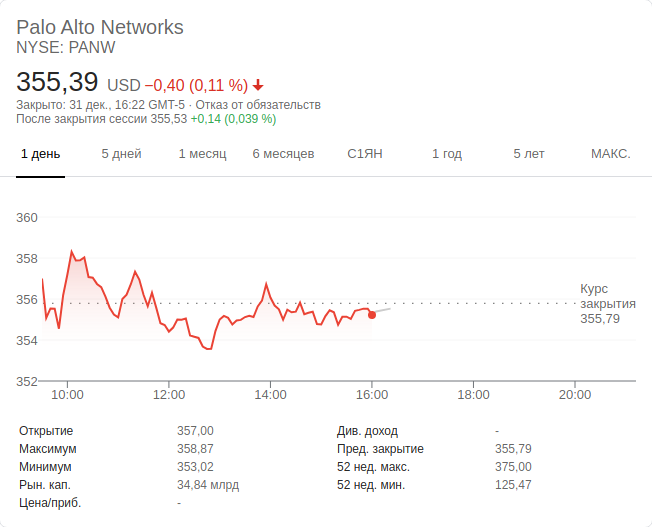 Palo Alto Networks
NYSE: PANW
355,39 USD −0,40 (0,11 %)
Закрыто: 31 дек., 16:22 GMT-5 · Отказ от обязательств
После закрытия сессии 355,53 +0,14 (0,039 %)
1 день 5 дней 1 месяц 6 месяцев С1ЯН 1 год 5 лет МАКС.
360
358
356
354
352
Курс
закрытия
355,79
10:00 12:00 14:00 16:00 18:00 20:00
Открытие 357,00 Див. доход -
Максимум 358,87 Пред. закрытие 355,79
Минимум 353,02 52 нед. макс. 375,00
Рын. кап. 34,84 млрд 52 нед. мин. 125,47
Цена/приб. -